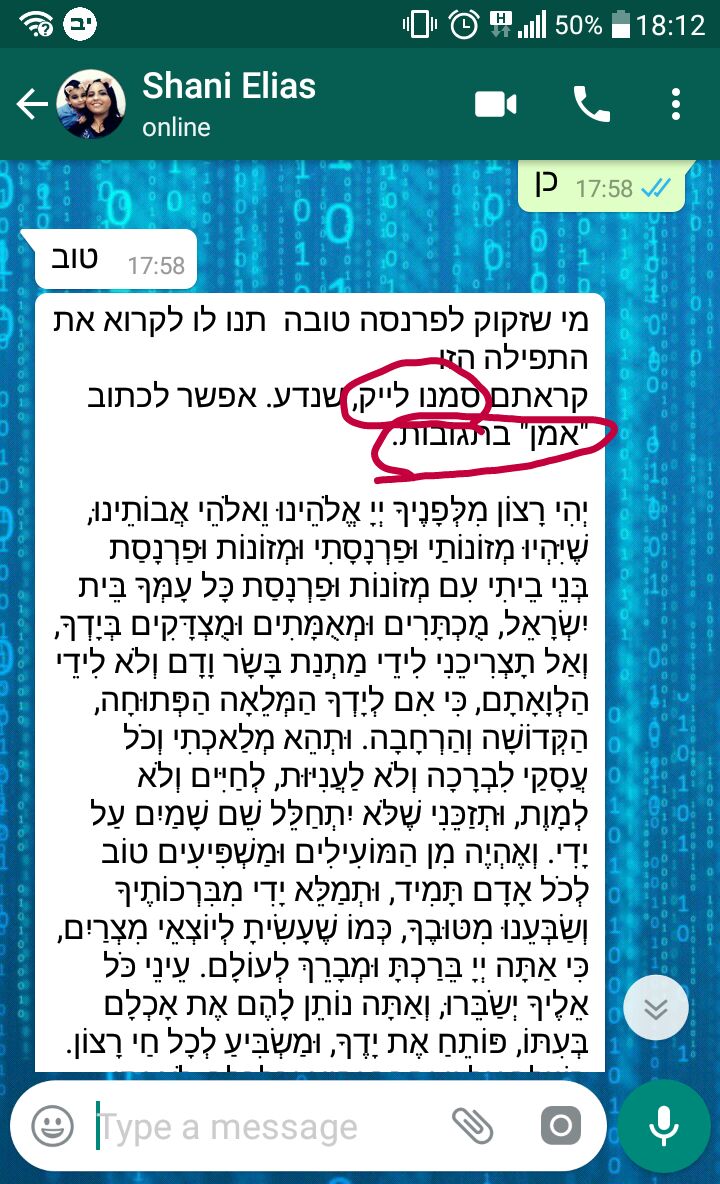 יב
H
50%
18:12
Shani Elias
online
כן 17:58
טוב 17:58
מי שזקוק לפרנסה טובה תנו לו לקרוא את
התפילה הזו
קראתם סמנו לייק, שנדע. אפשר לכתוב
"אמן" בתגובות.
יְהִי רָצוֹן מִלְּפָנֶיךָ יְיָ אֱלֹהֵינוּ וֵאלֹהֵי אֲבוֹתֵינוּ,
שֶׁיִּהְיוּ מְזוֹנוֹתַי וּפַרְנָסָתִי וּמְזוֹנוֹת וּפַרְנָסַת
בְּנֵי בֵיתִי עִם מְזוֹנוֹת וּפַרְנָסַת כָּל עַמְּךָ בֵּית
יִשְׂרָאֵל, מֻכְתָּרִים וּמְאֻמָּתִים וּמֻצְדָּקִים בְּיָדְךָ,
וְאַל תָּצְרִיכֵנִי לִידֵי מַתְנַת בָּשָׂר וָדָם וְלֹא לִידֵי
הַלְוָאָתָם, כִּי אִם לְיָדְךָ הַמְּלֵאָה הַפְּתוּחָה,
הַקְּדוֹשָׁה וְהַרְחָבָה. וּתְהֵא מְלַאכְתִּי וְכֹל
עֲסָקַי לִבְרָכָה וְלֹא לַעֲנִיּוּת, לְחַיִּים וְלֹא
לְמָוֶת, וּתְזַכֵּנִי שֶׁלֹּא יִתְחַלֵּל שֵׁם שָׁמַיִם עַל
יָדִי. וְאֶהְיֶה מִן הַמּוֹעִילִים וּמַשְׁפִּיעִים טוֹב
לְכֹל אָדָם תָּמִיד, וּתְמַלֵּא יָדִי מִבִּרְכוֹתֶיךָ
וְשַׂבְּעֵנוּ מִטּוּבֶךָ, כְּמוֹ שֶׁעָשִׂיתָ לְיוֹצְאֵי מִצְרַיִם,
כִּי אַתָּה יְיָ בֵּרַכְתָּ וּמְבָרֵךְ לְעוֹלָם. עֵינֵי כֹּל
אֵלֶיךָ יְשַׂבֵּרוּ, וְאַתָּה נוֹתֵן לָהֶם אֶת אָכְלָם
בְּעִתּוֹ, פּוֹתֵחַ אֶת יָדֶךָ, וּמַשְׂבִּיעַ לְכָל חַי רָצוֹן.
Type a message